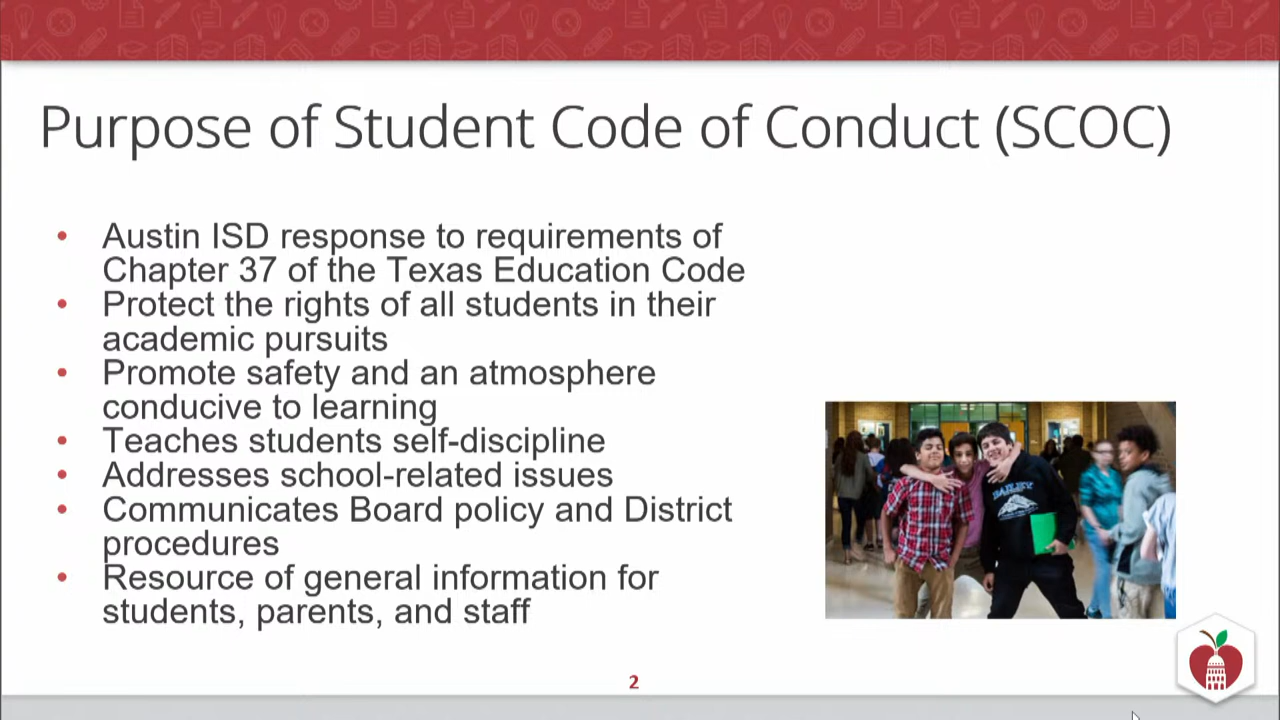 Purpose of Student Code of Conduct (SCOC)
• Austin ISD response to requirements of
Chapter 37 of the Texas Education Code
• Protect the rights of all students in their
academic pursuits
• Promote safety and an atmosphere
conducive to learning
• Teaches students self-discipline
• Addresses school-related issues
• Communicates Board policy and District
procedures
• Resource of general information for
students, parents, and staff
BAILEY
2